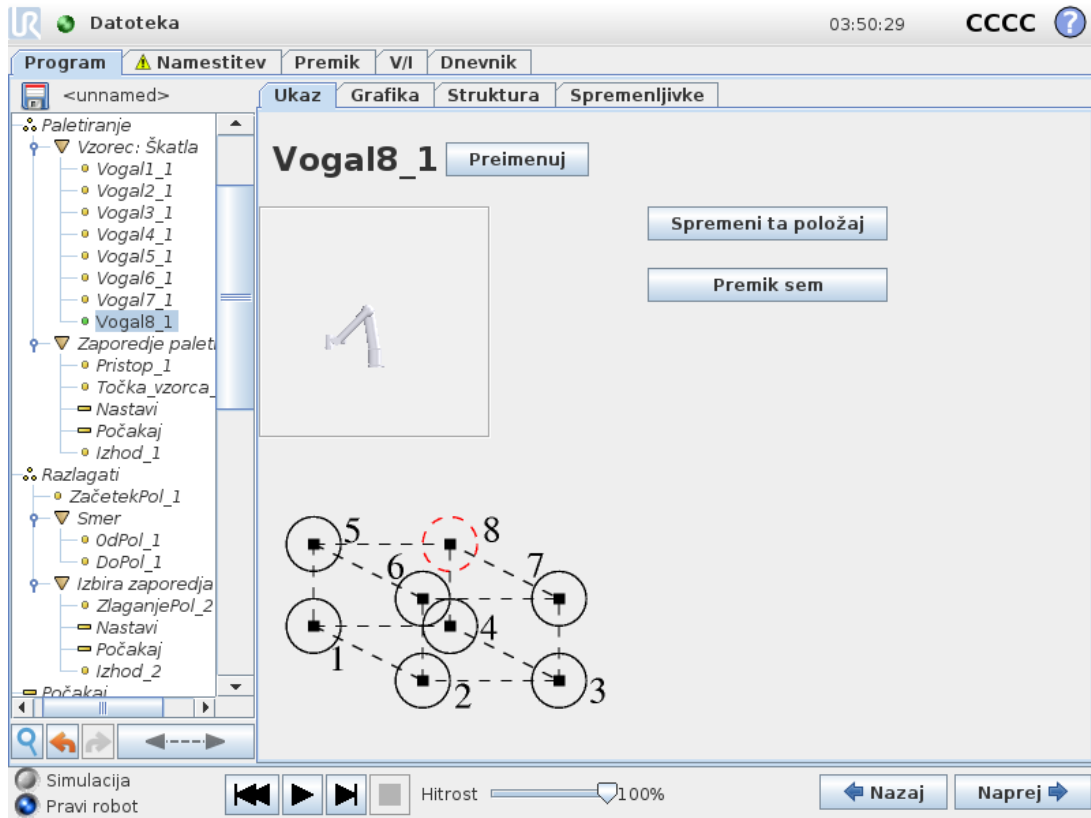 UR Datoteka 03:50:29 CCCC ?
Program Namestitev Premik V/I Dnevnik
<unnamed>
Ukaz Grafika Struktura Spremenljivke
Paletiranje
Vzorec: Škatla
Vogal1_1
Vogal2_1
Vogal3_1
Vogal4_1
Vogal5_1
Vogal6_1
Vogal7_1
Vogal8_1
Zaporedje paleti
Pristop_1
Točka_vzorca_
Nastavi
Počakaj
Izhod_1
Razlagati
ZačetekPol_1
Smer
OdPol_1
DoPol_1
Izbira zaporedja
ZlaganjePol_2
Nastavi
Počakaj
Izhod_2
Počakaj
Vogal8_1 Preimenuj
Spremeni ta položaj
Premik sem
5 8
6 7
1 4
2 3
Simulacija
Pravi robot
Hitrost 100%
Nazaj Naprej